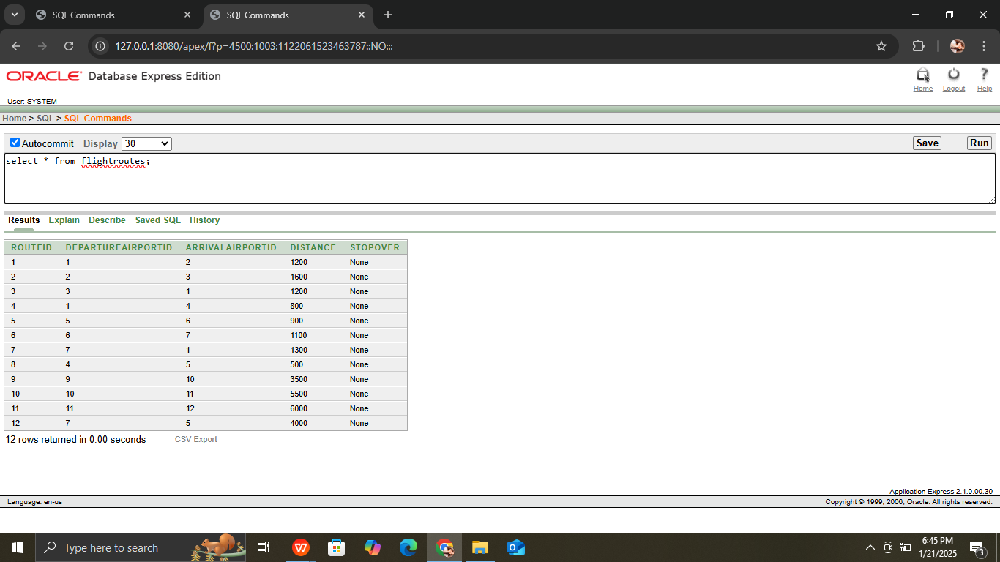 SQL Commands
SQL Commands
127.0.0.1:8080/apex/f?p=4500:1003:1122061523463787::NO:::
ORACLE Database Express Edition
Home Logout Help
User: SYSTEM
Home > SQL > SQL Commands
Autocommit Display 30 Save Run
select * from flightroutes;
Results Explain Describe Saved SQL History
ROUTEID DEPARTUREAIRPORTID ARRIVALAIRPORTID DISTANCE STOPOVER
1 1 2 1200 None
2 2 3 1600 None
3 3 1 1200 None
4 1 4 800 None
5 5 6 900 None
6 6 7 1100 None
7 7 1 1300 None
8 4 5 500 None
9 9 10 3500 None
10 10 11 5500 None
11 11 12 6000 None
12 7 5 4000 None
12 rows returned in 0.00 seconds CSV Export
Application Express 2.1.0.00.39
Language: en-us Copyright © 1999, 2006, Oracle. All rights reserved.
Type here to search
6:45 PM
1/21/2025
3